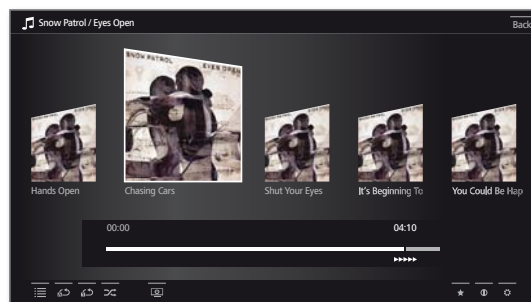 Snow Patrol / Eyes Open
Back
SNOW PATROL EYES OPEN
Hands Open
Chasing Cars
Shut Your Eyes
It's Beginning To
You Could Be Hap
00:00
04:10